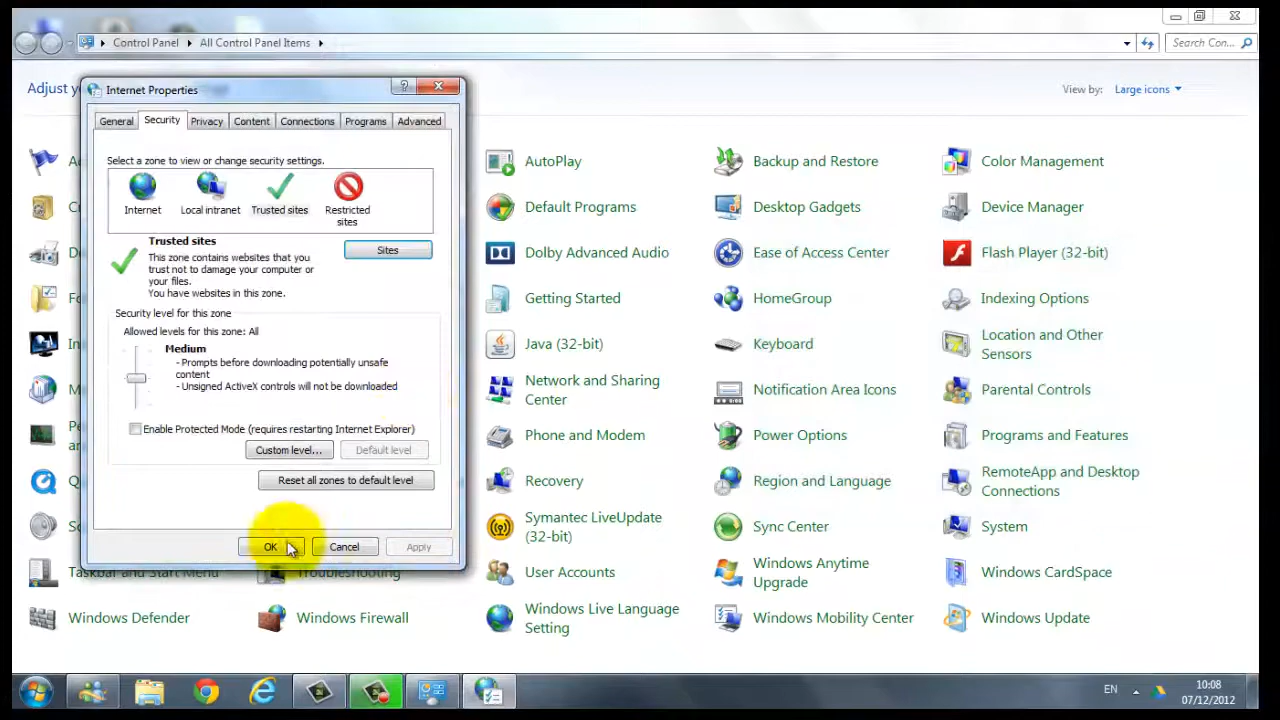 Control Panel
All Control Panel Items
Search Con...
Adjust y
View by:
Large icons
Internet Properties
?
General
Security
Privacy
Content
Connections
Programs
Advanced
Select a zone to view or change security settings.
Internet
Local intranet
Trusted sites
Restricted
sites
Trusted sites
Sites
This zone contains websites that you
trust not to damage your computer or
your files.
You have websites in this zone.
Security level for this zone
Allowed levels for this zone: All
Medium
- Prompts before downloading potentially unsafe
content
- Unsigned ActiveX controls will not be downloaded
Enable Protected Mode (requires restarting Internet Explorer)
Custom level...
Default level
Reset all zones to default level
OK
Cancel
Apply
AutoPlay
Backup and Restore
Color Management
Default Programs
Desktop Gadgets
Device Manager
Dolby Advanced Audio
Ease of Access Center
Flash Player (32-bit)
Getting Started
HomeGroup
Indexing Options
Java (32-bit)
Keyboard
Location and Other
Sensors
Network and Sharing
Center
Notification Area Icons
Parental Controls
Phone and Modem
Power Options
Programs and Features
Recovery
Region and Language
RemoteApp and Desktop
Connections
Symantec LiveUpdate
(32-bit)
Sync Center
System
Taskbar and Start Menu
Troubleshooting
User Accounts
Windows Anytime
Upgrade
Windows CardSpace
Windows Defender
Windows Firewall
Windows Live Language
Setting
Windows Mobility Center
Windows Update
EN
10:08
07/12/2012